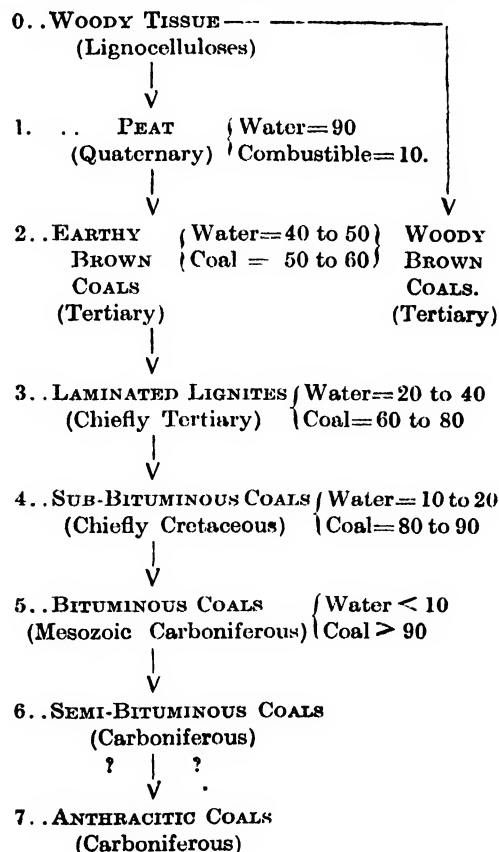 0..WOODY TISSUE
(Lignocelluloses)
V
1. .. PEAT {Water=90
(Quaternary) Combustible=10.
V V
2..EARTHY {Water=40 to 50} WOODY
BROWN Coal = 50 to 60 BROWN
COALS COALS.
(Tertiary) (Tertiary)
V
3..LAMINATED LIGNITES {Water=20 to 40
(Chiefly Tertiary) Coal=60 to 80
V
4..SUB-BITUMINOUS COALS {Water=10 to 20
(Chiefly Cretaceous) Coal=80 to 90
V
5..BITUMINOUS COALS {Water < 10
(Mesozoic Carboniferous) Coal > 90
V
6..SEMI-BITUMINOUS COALS
(Carboniferous)
? ?
V
7..ANTHRACITIC COALS
(Carboniferous)